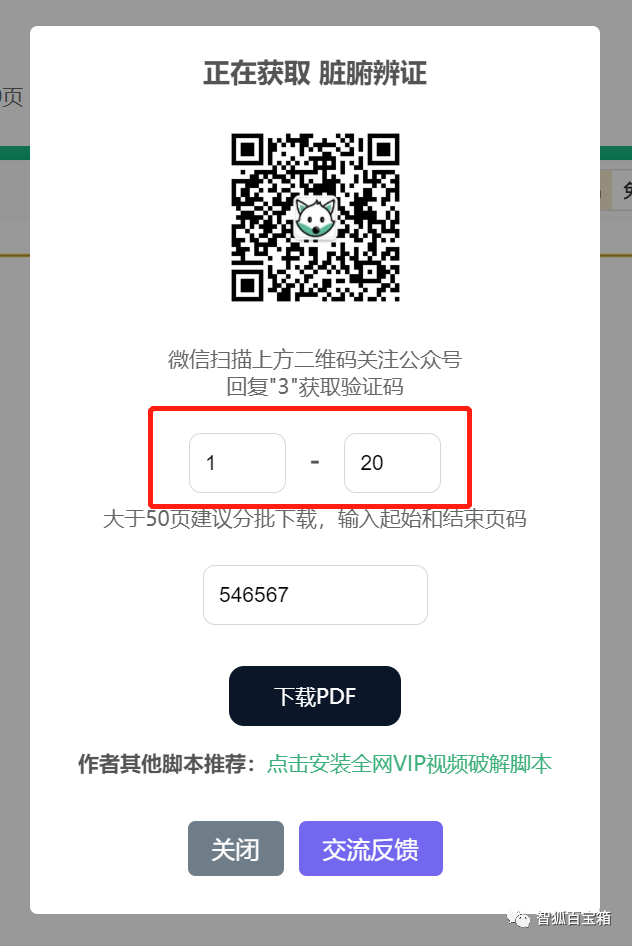 正在获取 脏腑辨证
页
微信扫描上方二维码关注公众号
回复"3"获取验证码
1 - 20
大于50页建议分批下载，输入起始和结束页码
546567
下载PDF
作者其他脚本推荐：点击安装全网VIP视频破解脚本
关闭 交流反馈
智狐百宝箱